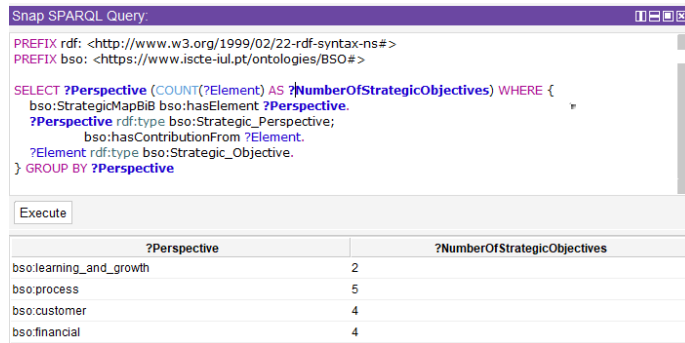 Snap SPARQL Query:
PREFIX rdf: <http://www.w3.org/1999/02/22-rdf-syntax-ns#>
PREFIX bso: <https://www.iscte-iul.pt/ontologies/BSO#>
SELECT ?Perspective (COUNT(?Element) AS ?NumberOfStrategicObjectives) WHERE {
bso:StrategicMapBiB bso:hasElement ?Perspective.
?Perspective rdf:type bso:Strategic_Perspective;
bso:hasContributionFrom ?Element.
?Element rdf:type bso:Strategic_Objective.
} GROUP BY ?Perspective
Execute
?Perspective ?NumberOfStrategicObjectives
bso:learning_and_growth 2
bso:process 5
bso:customer 4
bso:financial 4